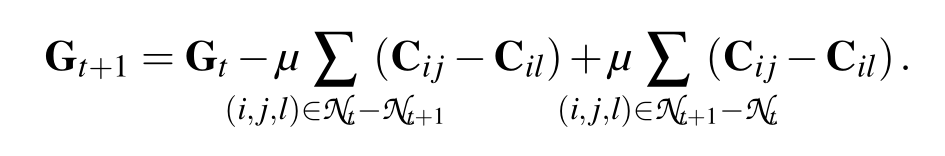 G_{t+1} = G_t − μ ∑_{(i,j,l)∈𝒩_t−𝒩_{t+1}} (C_{ij} − C_{il}) + μ ∑_{(i,j,l)∈𝒩_{t+1}−𝒩_t} (C_{ij} − C_{il}).